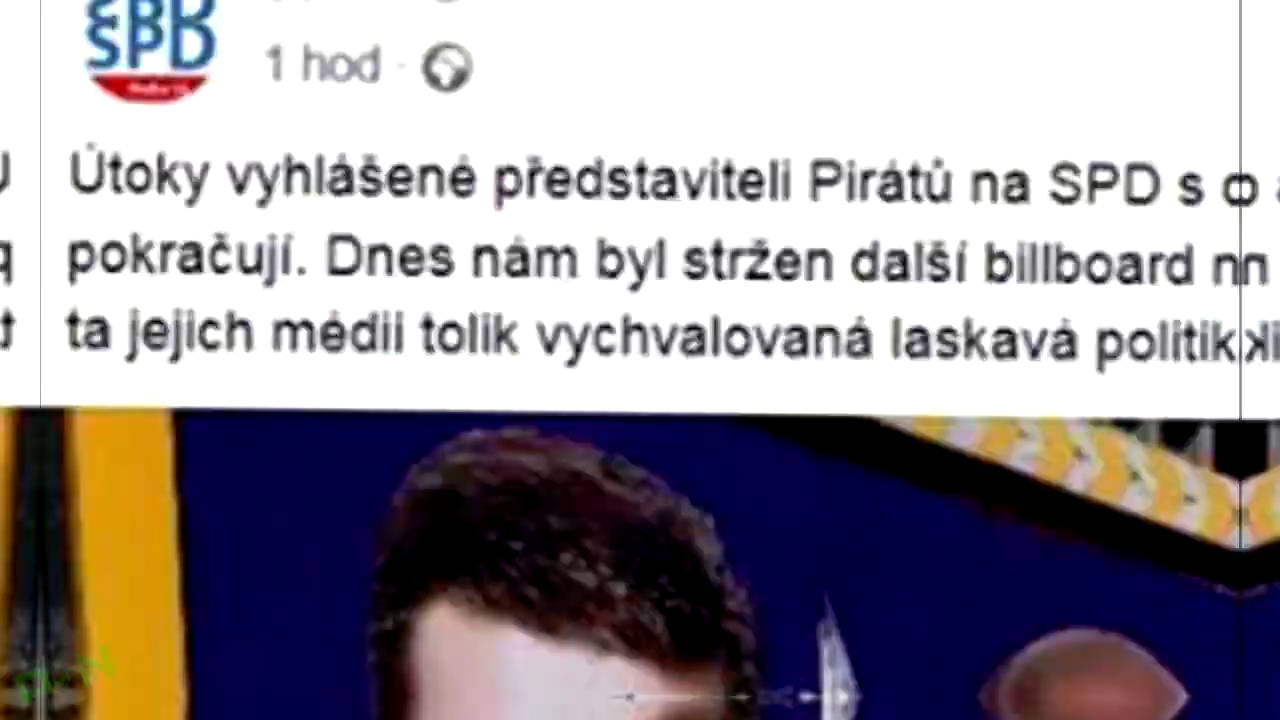 SPD
1 hod
Útoky vyhlášené představiteli Pirátů na SPD s
pokračují. Dnes nám byl stržen další billboard
ta jejich médii tolik vychvalovaná laskavá politik